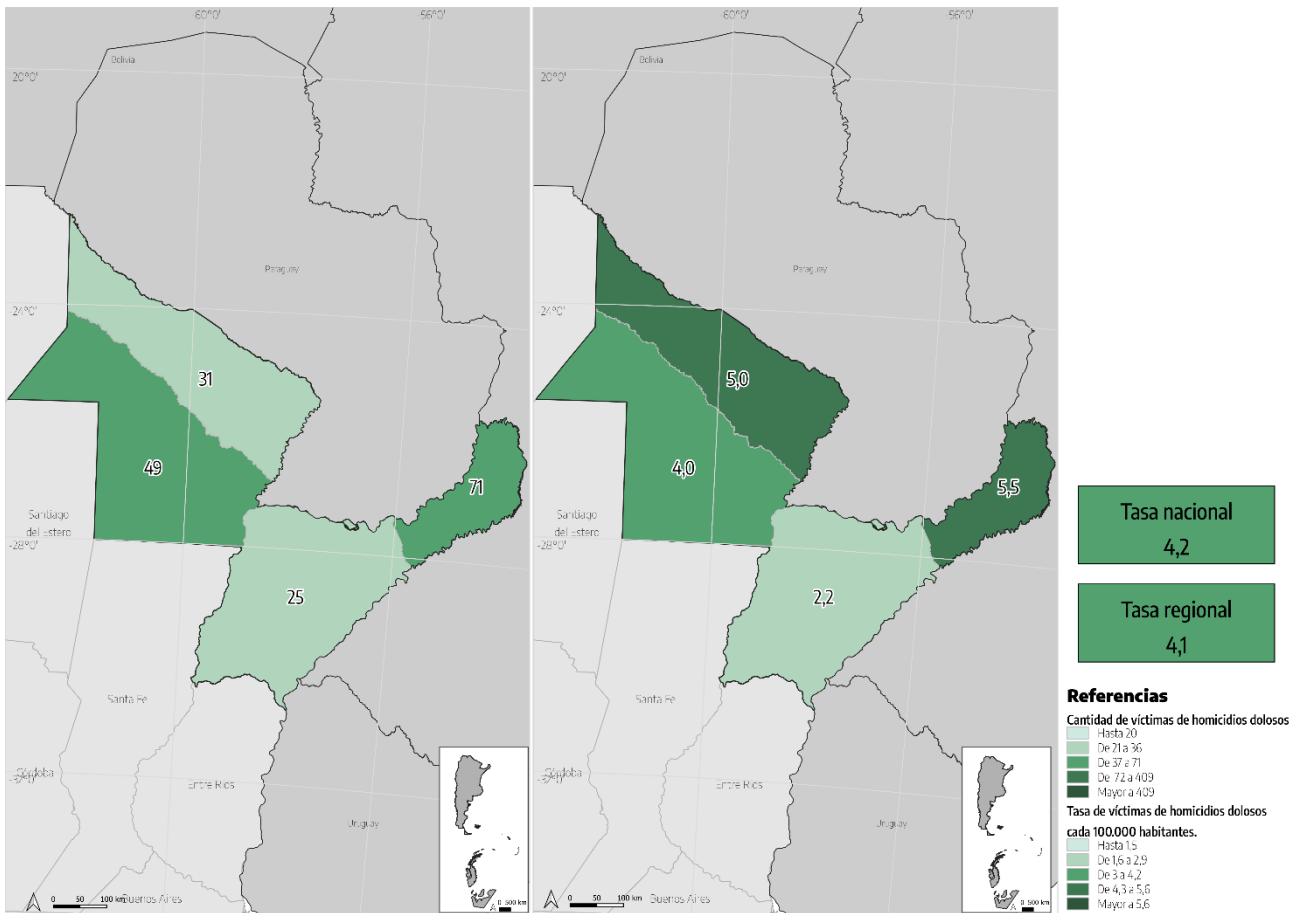 60°0'
56°0'
Bolivia
20°0'
Paraguay
24°0'
31
49
71
Santiago
del Estero
-28°0'
25
Santa Fe
Córdoba
Entre Ríos
Uruguay
Buenos Aires
0 50 100 km
0 500 km
60°0'
56°0'
Bolivia
20°0'
Paraguay
24°0'
5,0
4,0
5,5
Santiago
del Estero
-28°0'
2,2
Santa Fe
Córdoba
Entre Ríos
Uruguay
Buenos Aires
0 50 100 km
0 500 km
Tasa nacional
4,2
Tasa regional
4,1
Referencias
Cantidad de víctimas de homicidios dolosos
Hasta 20
De 21 a 36
De 37 a 71
De 72 a 409
Mayor a 409
Tasa de víctimas de homicidios dolosos
cada 100.000 habitantes.
Hasta 1,5
De 1,6 a 2,9
De 3 a 4,2
De 4,3 a 5,6
Mayor a 5,6